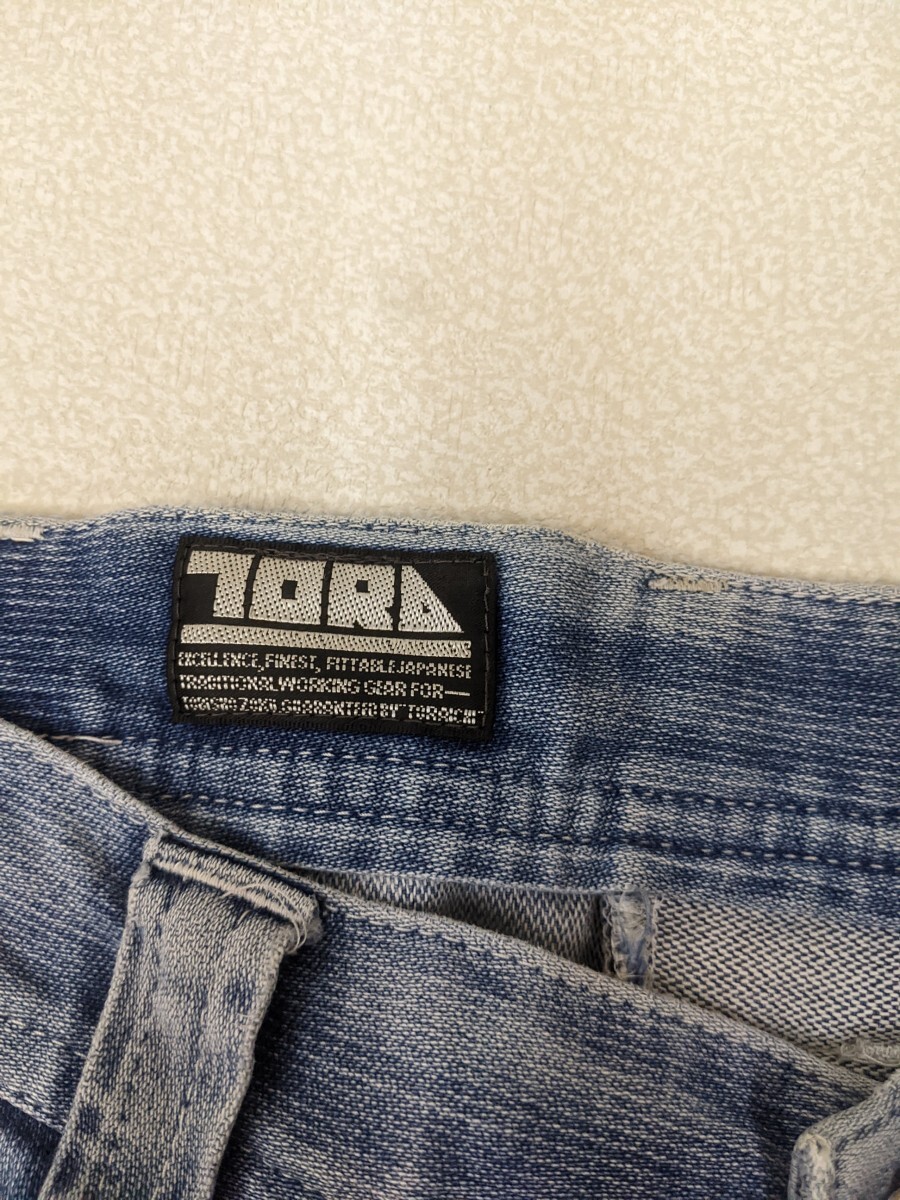 TORA
EXCELLENCE, FINEST, FITTABLE JAPANESE
TRADITIONAL WORKING GEAR FOR—
GUARANTEED BY "TORAICHI"